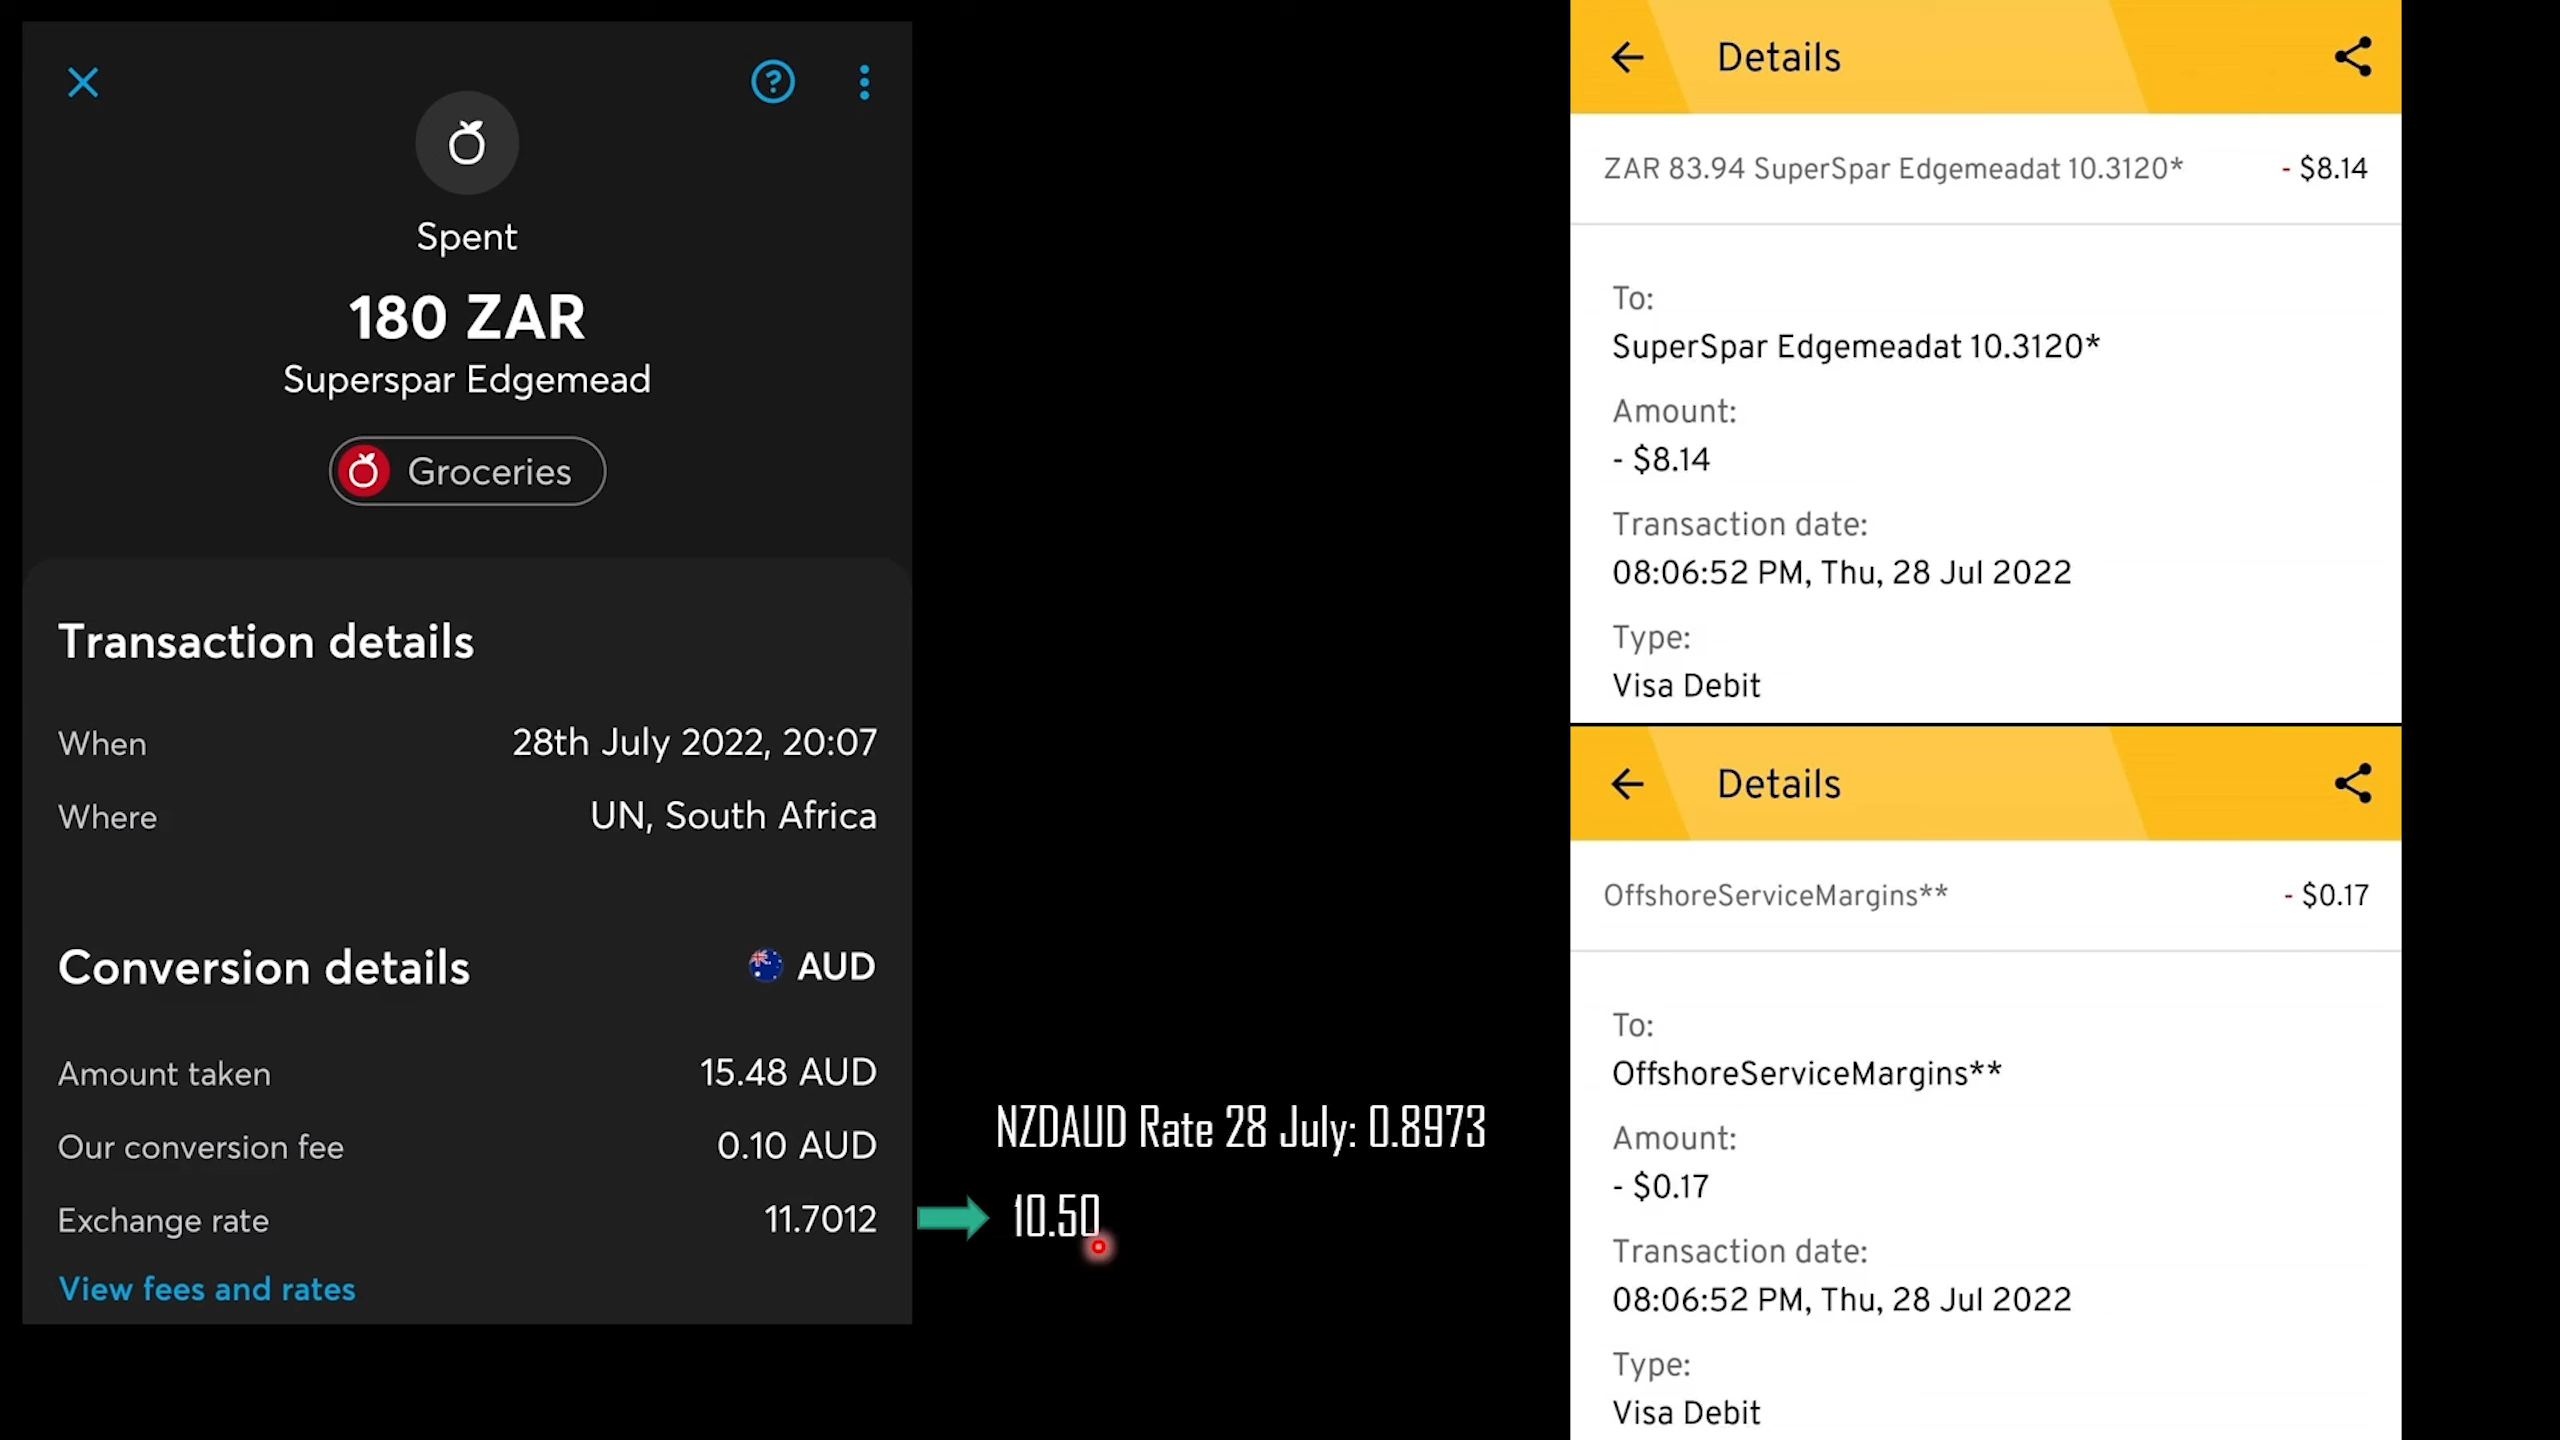 ?
Spent
180 ZAR
Superspar Edgemead
Groceries
Transaction details
When 28th July 2022, 20:07
Where UN, South Africa
Conversion details AUD
Amount taken 15.48 AUD
Our conversion fee 0.10 AUD
Exchange rate 11.7012
View fees and rates
NZDAUD Rate 28 July: 0.8973
10.50
Details
ZAR 83.94 SuperSpar Edgemeadat 10.3120* - $8.14
To:
SuperSpar Edgemeadat 10.3120*
Amount:
- $8.14
Transaction date:
08:06:52 PM, Thu, 28 Jul 2022
Type:
Visa Debit
Details
OffshoreServiceMargins** - $0.17
To:
OffshoreServiceMargins**
Amount:
- $0.17
Transaction date:
08:06:52 PM, Thu, 28 Jul 2022
Type:
Visa Debit